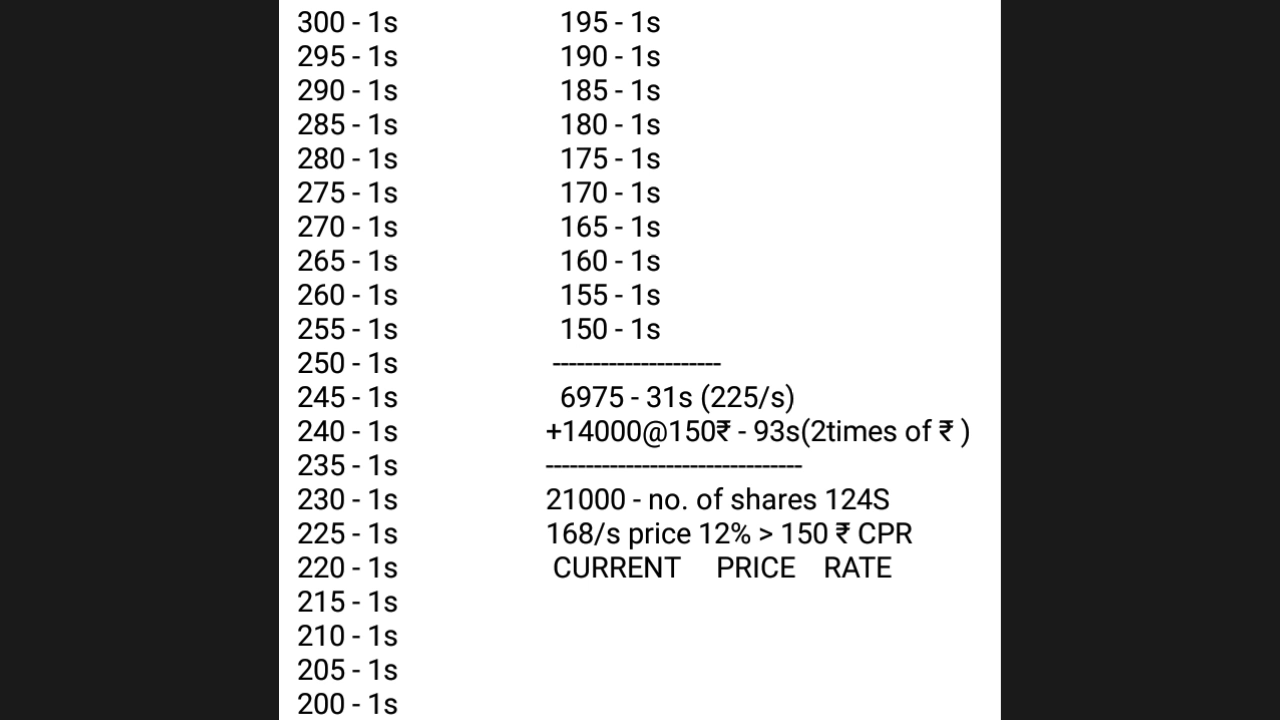 300 - 1s
295 - 1s
290 - 1s
285 - 1s
280 - 1s
275 - 1s
270 - 1s
265 - 1s
260 - 1s
255 - 1s
250 - 1s
245 - 1s
240 - 1s
235 - 1s
230 - 1s
225 - 1s
220 - 1s
215 - 1s
210 - 1s
205 - 1s
200 - 1s
195 - 1s
190 - 1s
185 - 1s
180 - 1s
175 - 1s
170 - 1s
165 - 1s
160 - 1s
155 - 1s
150 - 1s
---------------------
6975 - 31s (225/s)
+14000@150₹ - 93s(2times of ₹ )
--------------------------------
21000 - no. of shares 124S
168/s price 12% > 150 ₹ CPR
CURRENT PRICE RATE